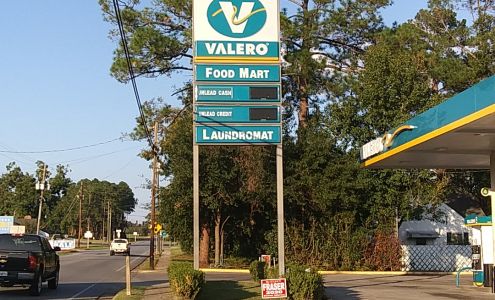 VALERO
Food Mart
UNLEAD CASH
UNLEAD CREDIT
LAUNDROMAT
FRASER